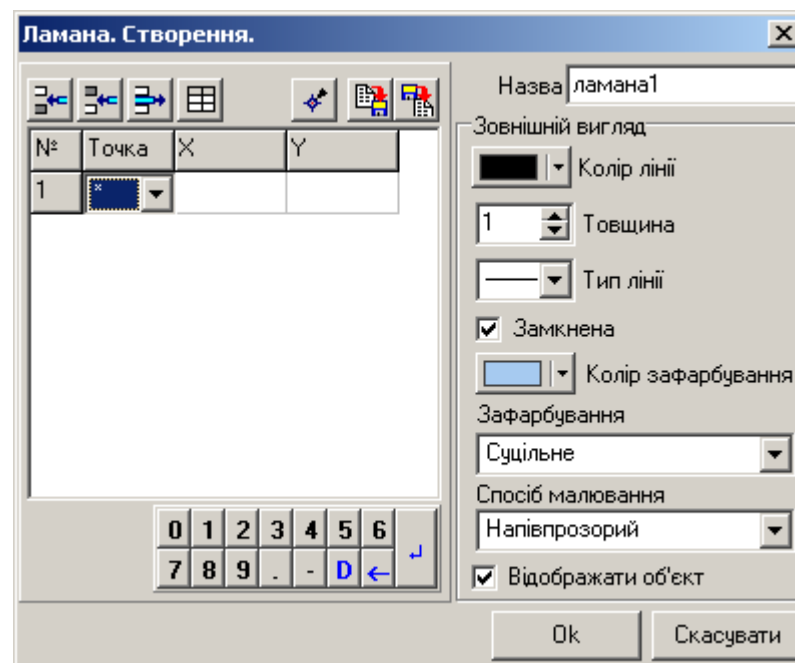 Ламана. Створення.
Назва ламана1
Зовнішній вигляд
№ Точка X Y
Колір лінії
1 *
1 Товщина
Тип лінії
Замкнена
Колір зафарбування
Зафарбування
Суцільне
Спосіб малювання
Напівпрозорий
0 1 2 3 4 5 6
7 8 9 . - D ←
Відображати об'єкт
Ok Скасувати